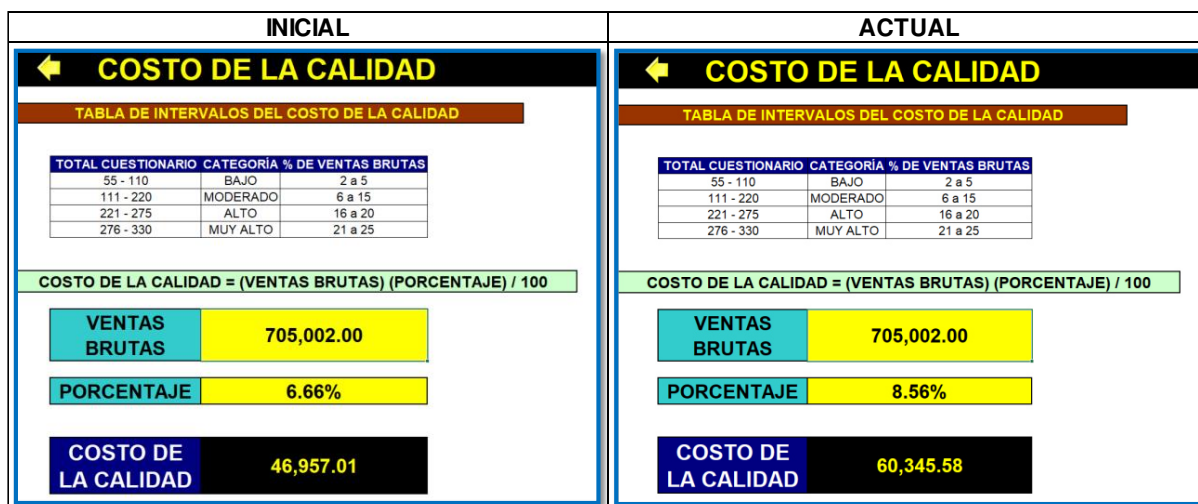 INICIAL
COSTO DE LA CALIDAD
TABLA DE INTERVALOS DEL COSTO DE LA CALIDAD
TOTAL CUESTIONARIO CATEGORÍA % DE VENTAS BRUTAS
55 - 110 BAJO 2 a 5
111 - 220 MODERADO 6 a 15
221 - 275 ALTO 16 a 20
276 - 330 MUY ALTO 21 a 25
COSTO DE LA CALIDAD = (VENTAS BRUTAS) (PORCENTAJE) / 100
VENTAS
BRUTAS
705,002.00
PORCENTAJE 6.66%
COSTO DE
LA CALIDAD
46,957.01
ACTUAL
COSTO DE LA CALIDAD
TABLA DE INTERVALOS DEL COSTO DE LA CALIDAD
TOTAL CUESTIONARIO CATEGORÍA % DE VENTAS BRUTAS
55 - 110 BAJO 2 a 5
111 - 220 MODERADO 6 a 15
221 - 275 ALTO 16 a 20
276 - 330 MUY ALTO 21 a 25
COSTO DE LA CALIDAD = (VENTAS BRUTAS) (PORCENTAJE) / 100
VENTAS
BRUTAS
705,002.00
PORCENTAJE 8.56%
COSTO DE
LA CALIDAD
60,345.58